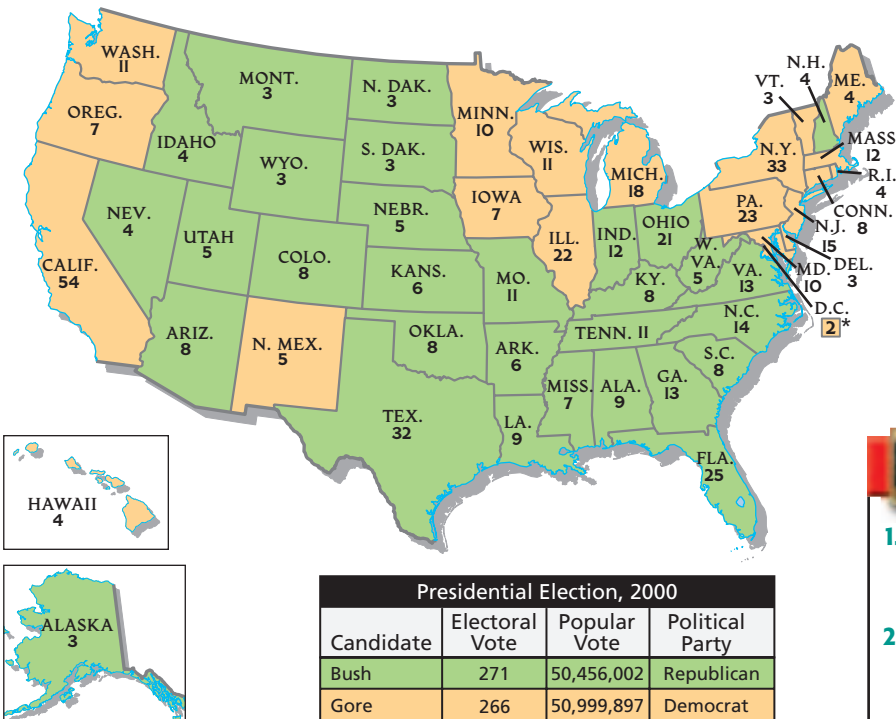 WASH.
11
OREG.
7
CALIF.
54
IDAHO
4
NEV.
4
MONT.
3
WYO.
3
UTAH
5
ARIZ.
8
COLO.
8
N. MEX.
5
N. DAK.
3
S. DAK.
3
NEBR.
5
KANS.
6
OKLA.
8
TEX.
32
MINN.
10
IOWA
7
MO.
11
ARK.
6
LA.
9
WIS.
11
ILL.
22
MICH.
18
IND.
12
OHIO
21
KY.
8
TENN. 11
MISS.
7
ALA.
9
GA.
13
FLA.
25
S.C.
8
N.C.
14
VA.
13
W.
VA.
5
PA.
23
N.Y.
33
VT.
3
N.H.
4
ME.
4
MASS
12
R.I.
4
CONN.
8
N.J.
15
DEL.
3
MD.
10
D.C.
2 *
HAWAII
4
ALASKA
3
1.
2
Presidential Election, 2000
Candidate Electoral Vote Popular Vote Political Party
Bush 271 50,456,002 Republican
Gore 266 50,999,897 Democrat